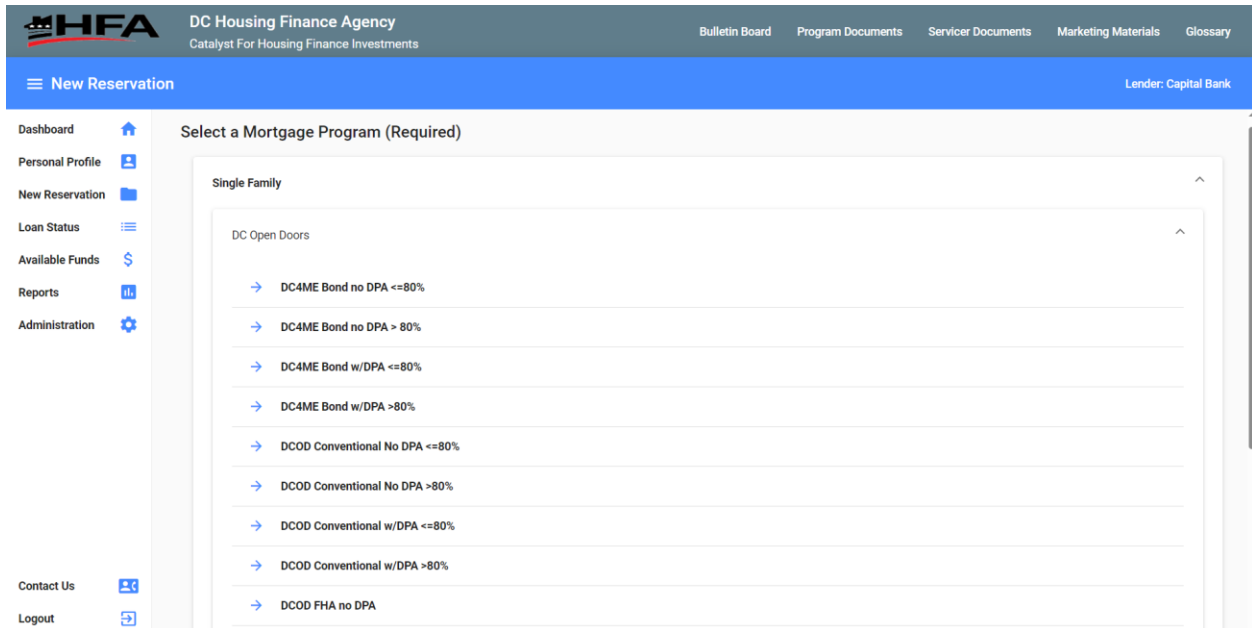 HFA
DC Housing Finance Agency
Catalyst For Housing Finance Investments
Bulletin Board
Program Documents
Servicer Documents
Marketing Materials
Glossary
New Reservation
Lender: Capital Bank
Dashboard
Personal Profile
New Reservation
Loan Status
Available Funds
Reports
Administration
Contact Us
Logout
Select a Mortgage Program (Required)
Single Family
DC Open Doors
DC4ME Bond no DPA <=80%
DC4ME Bond no DPA > 80%
DC4ME Bond w/DPA <=80%
DC4ME Bond w/DPA >80%
DCOD Conventional No DPA <=80%
DCOD Conventional No DPA >80%
DCOD Conventional w/DPA <=80%
DCOD Conventional w/DPA >80%
DCOD FHA no DPA